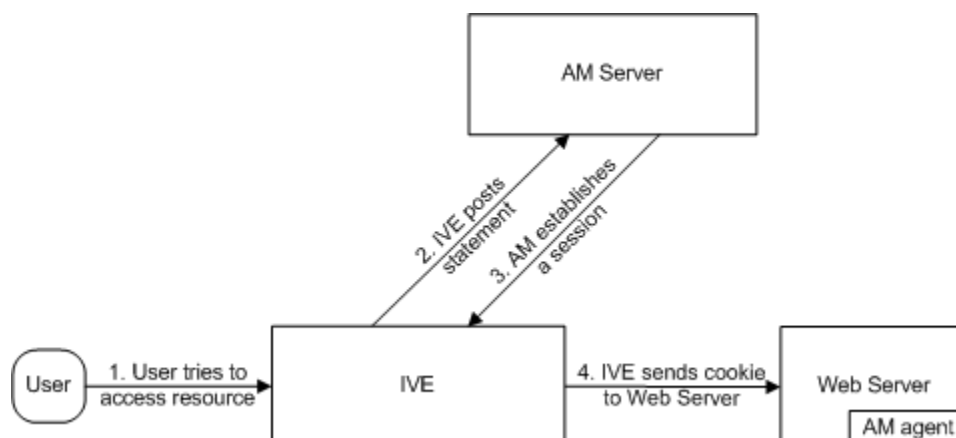 AM Server
2. IVE posts
statement
3. AM establishes
a session
User
1. User tries to
access resource
IVE
4. IVE sends cookie
to Web Server
Web Server
AM agent